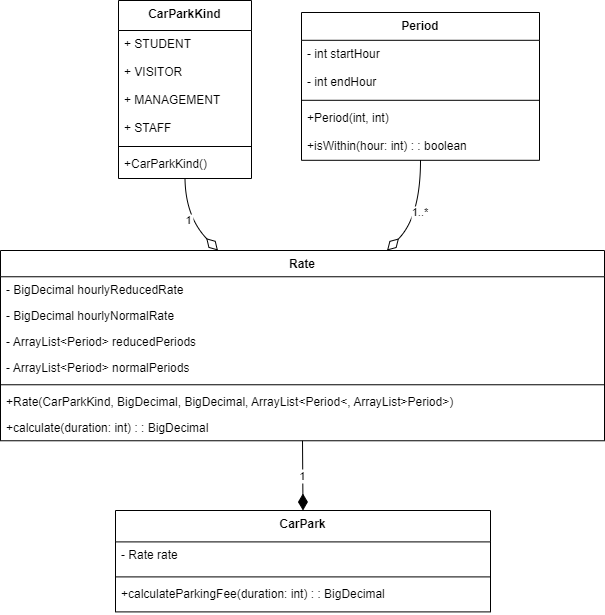 CarParkKind
+ STUDENT
+ VISITOR
+ MANAGEMENT
+ STAFF
+CarParkKind()
Period
- int startHour
- int endHour
+Period(int, int)
+isWithin(hour: int) : : boolean
1
1..*
Rate
- BigDecimal hourlyReducedRate
- BigDecimal hourlyNormalRate
- ArrayList<Period> reducedPeriods
- ArrayList<Period> normalPeriods
+Rate(CarParkKind, BigDecimal, BigDecimal, ArrayList<Period<, ArrayList>Period>)
+calculate(duration: int) : : BigDecimal
1
CarPark
- Rate rate
+calculateParkingFee(duration: int) : : BigDecimal